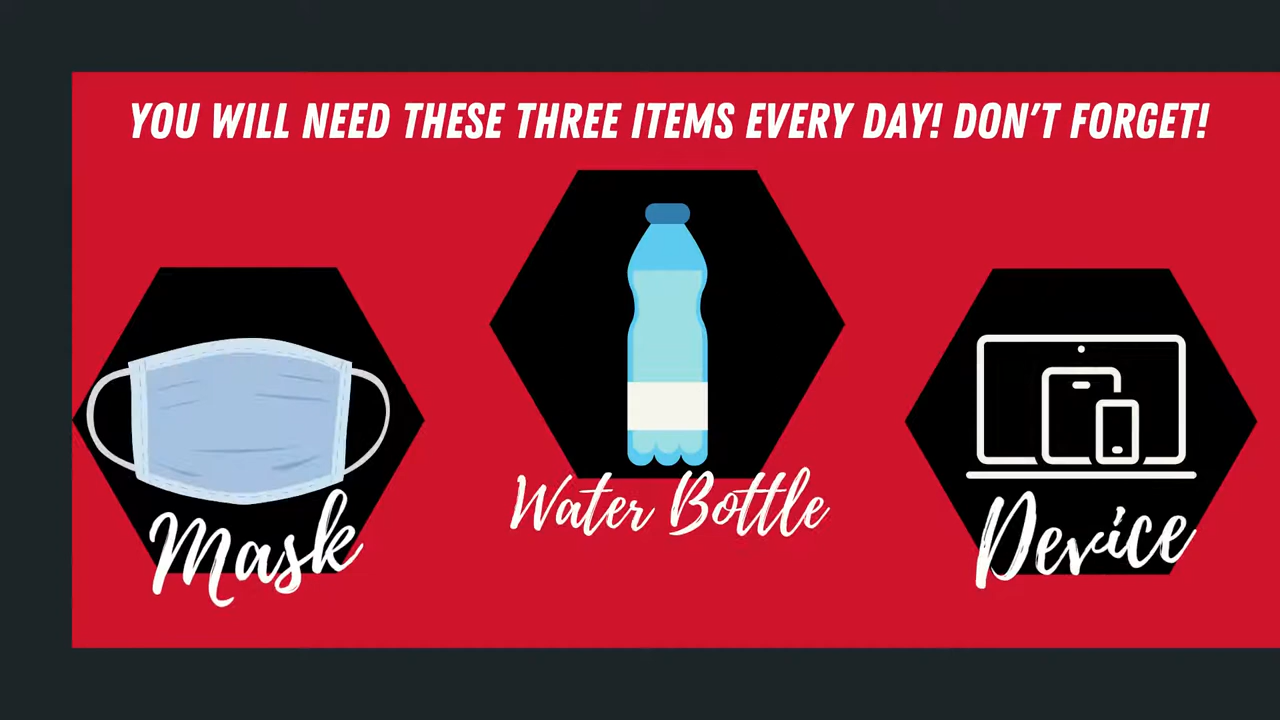 YOU WILL NEED THESE THREE ITEMS EVERY DAY! DON'T FORGET!
Mask
Water Bottle
Device